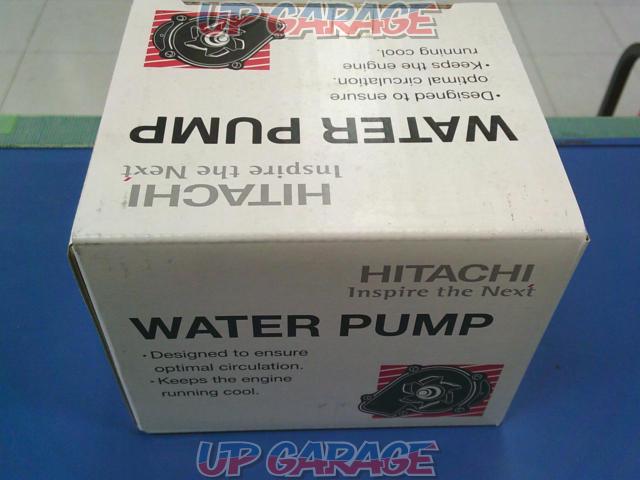 UP GARAGE
running cool.
・Keeps the engine
optimal circulation.
・Designed to ensure
WATER PUMP
Inspire the Next
HITACHI
HITACHI
Inspire the Next
WATER PUMP
・Designed to ensure
optimal circulation.
・Keeps the engine
running cool.
UP GARAGE